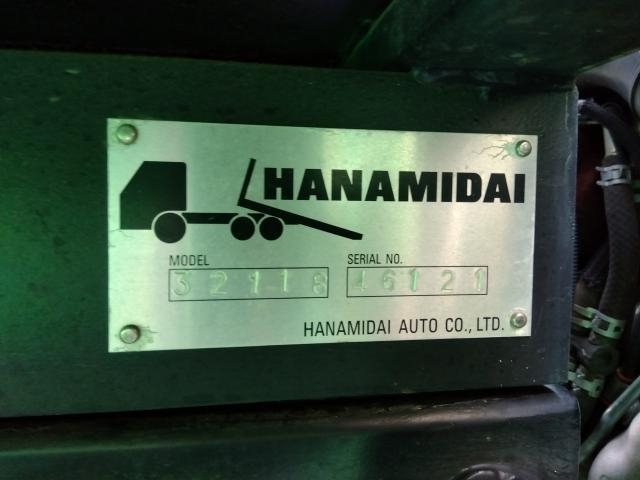 HANAMIDAI
MODEL SERIAL NO.
32118 46121
HANAMIDAI AUTO CO., LTD.